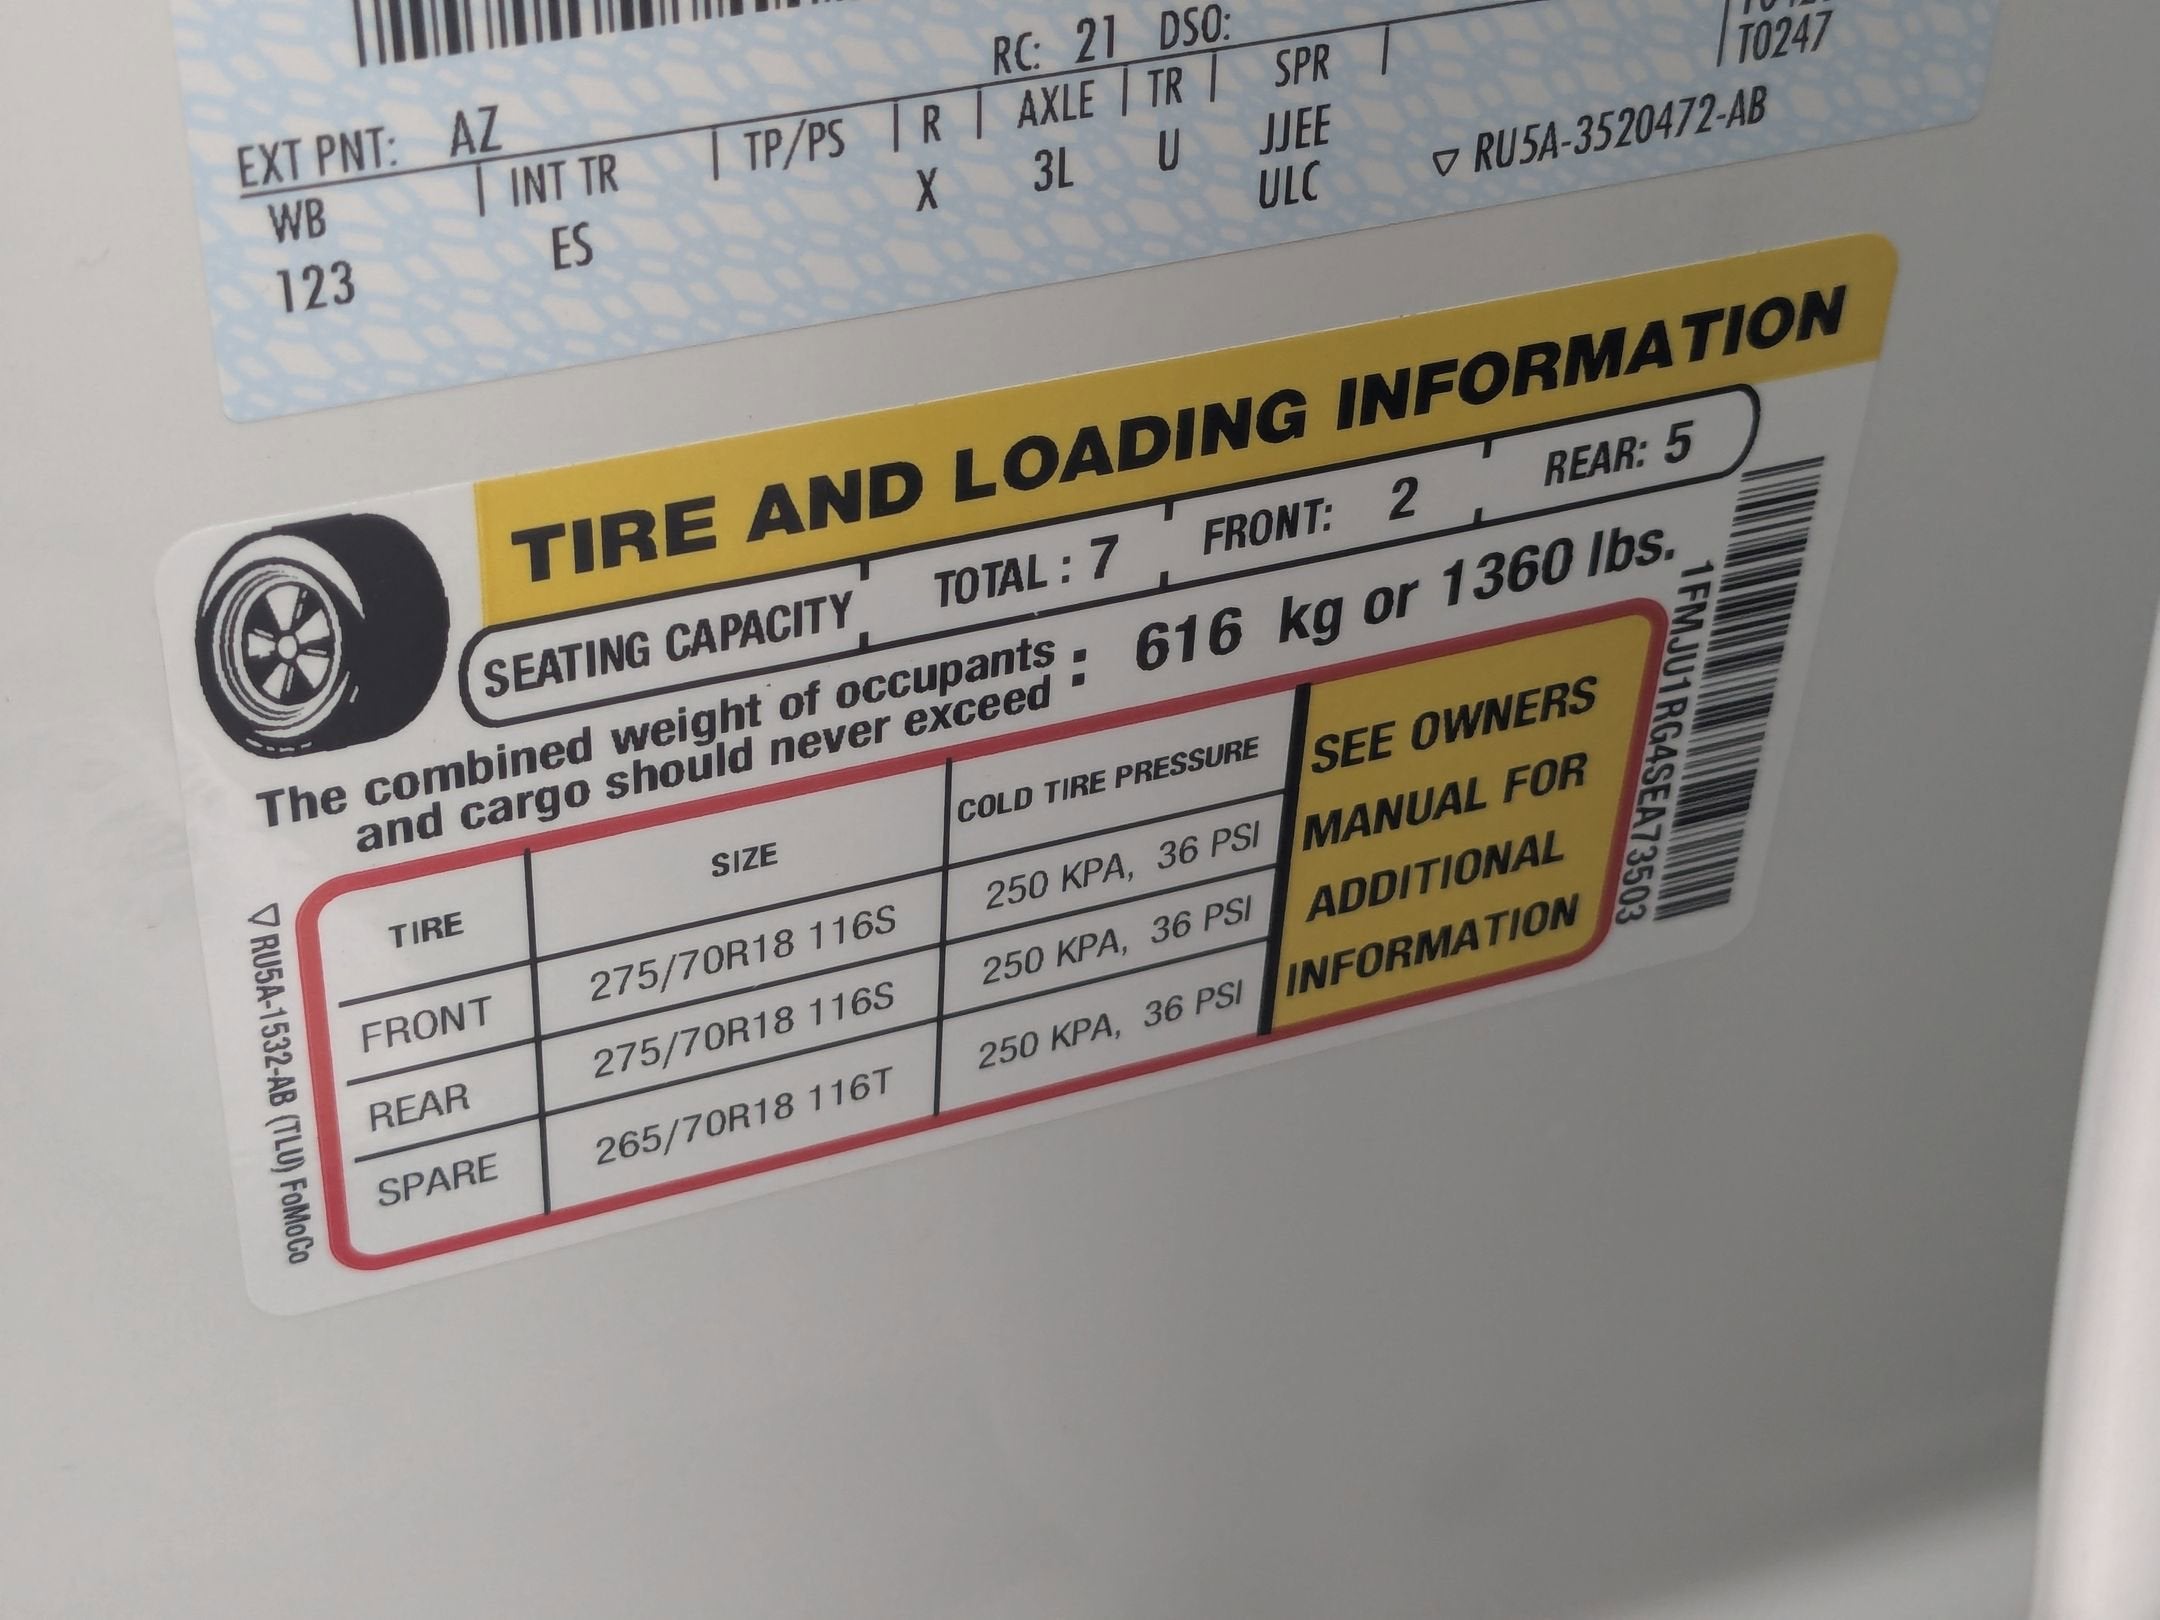 RC: 21 DSO:
T0247
EXT PNT: AZ
WB | INT TR | TP/PS | R | AXLE | TR | SPR |
123 ES X 3L U JJEE
ULC
▽ RU5A-3520472-AB
TIRE AND LOADING INFORMATION
SEATING CAPACITY TOTAL : 7 FRONT: 2 REAR: 5
The combined weight of occupants
and cargo should never exceed : 616 kg or 1360 lbs.
TIRE SIZE COLD TIRE PRESSURE
FRONT 275/70R18 116S 250 KPA, 36 PSI
REAR 275/70R18 116S 250 KPA, 36 PSI
SPARE 265/70R18 116T 250 KPA, 36 PSI
SEE OWNERS
MANUAL FOR
ADDITIONAL
INFORMATION
1FMJU1RG4SEA73503
▽ RU5A-1532-AB (TLU) FoMoCo